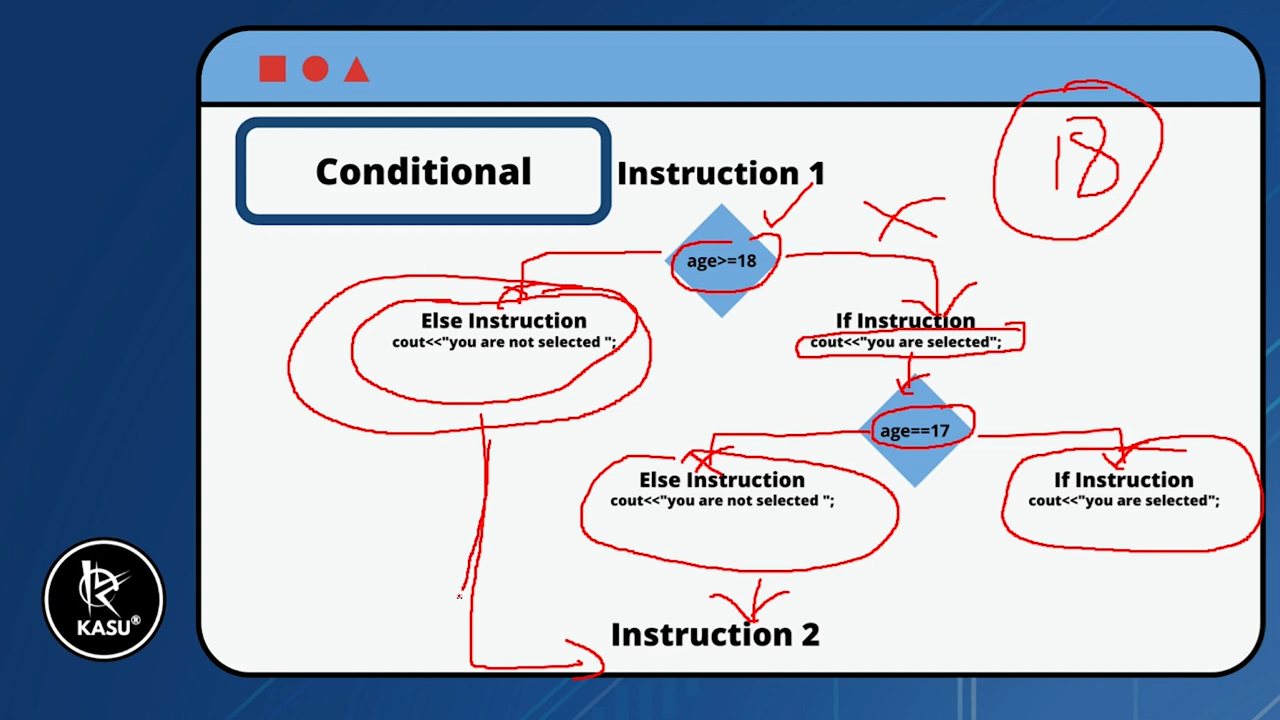 Conditional
Instruction 1
18
age>=18
Else Instruction
cout<<"you are not selected ";
If Instruction
cout<<"you are selected";
age==17
Else Instruction
cout<<"you are not selected ";
If Instruction
cout<<"you are selected";
Instruction 2
KASU®